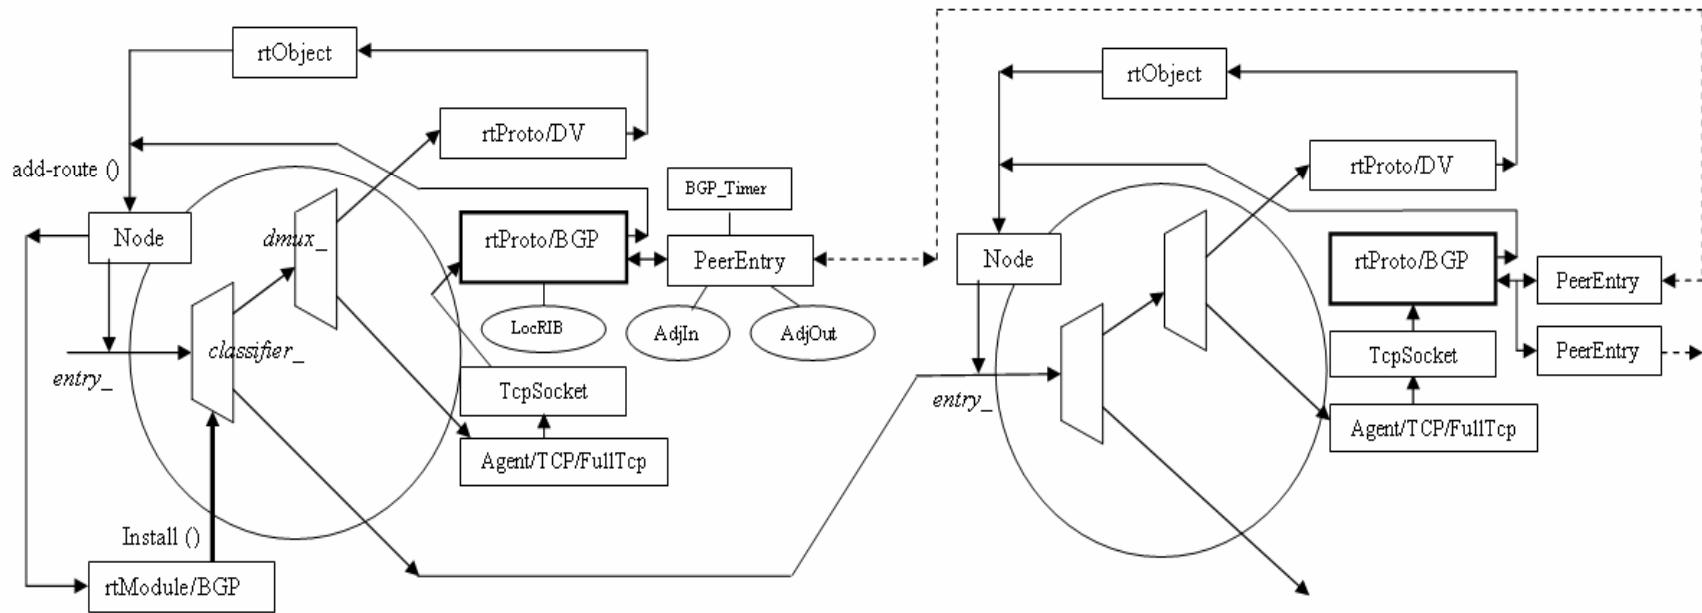 rtObject
rtProto/DV
add-route ()
BGP_Timer
Node
dmux_
rtProto/BGP
PeerEntry
LocRIB
AdjIn
AdjOut
classifier_
entry_
TcpSocket
Agent/TCP/FullTcp
Install ()
rtModule/BGP
rtObject
rtProto/DV
Node
rtProto/BGP
PeerEntry
TcpSocket
PeerEntry
entry_
Agent/TCP/FullTcp